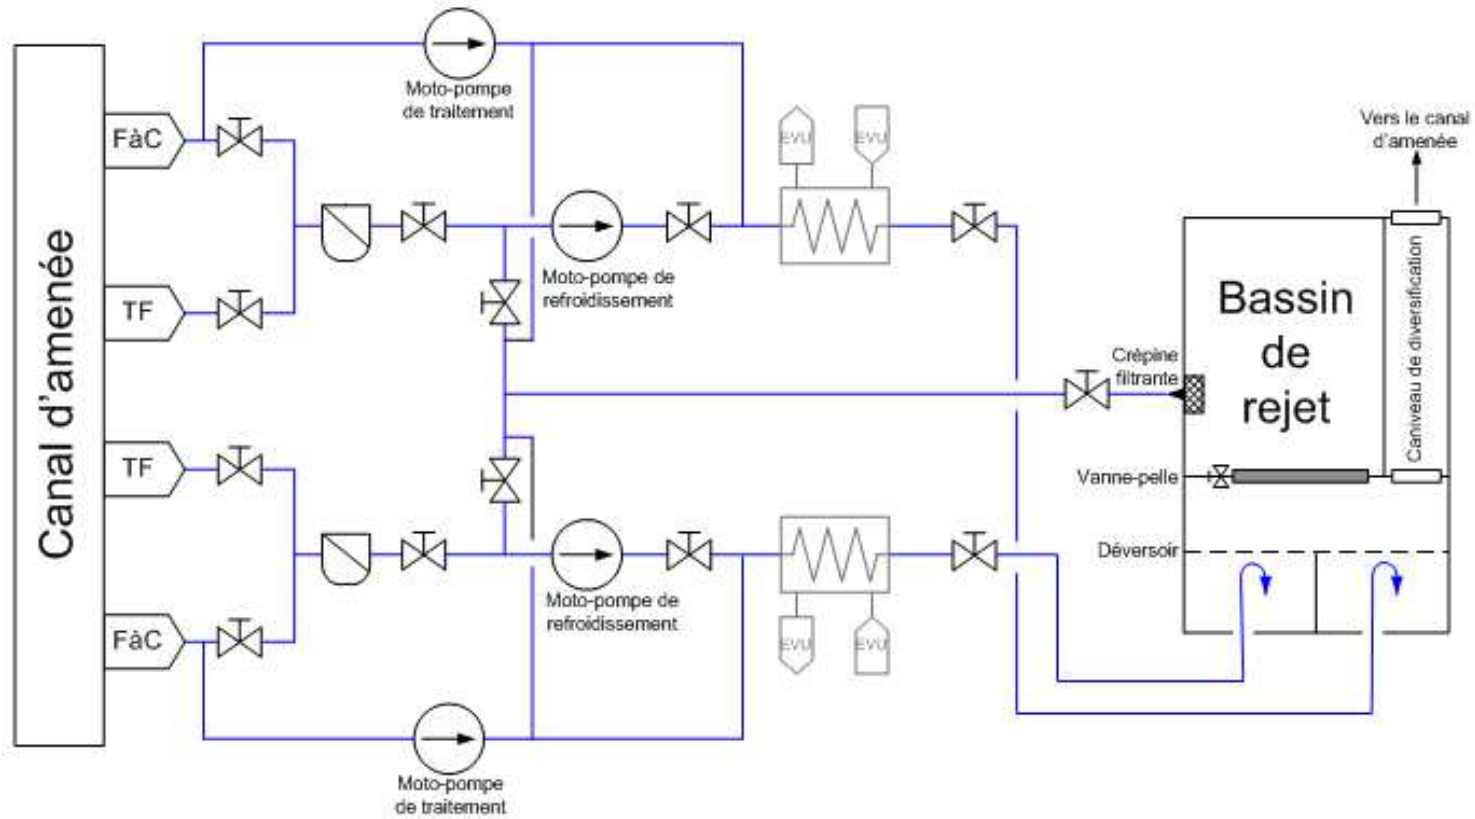 Moto-pompe
de traitement
FàC
EVU
EVU
Vers le canal
d'amenée
Canal d'amenée
Moto-pompe de
refroidissement
TF
Bassin
de
rejet
Caniveau de diversification
Crépine
filtrante
TF
Vanne-pelle
Déversoir
Moto-pompe de
refroidissement
FàC
EVU
EVU
Moto-pompe
de traitement